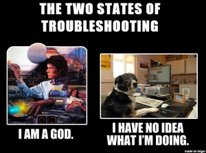 THE TWO STATES OF
TROUBLESHOOTING
I AM A GOD.
I HAVE NO IDEA
WHAT I'M DOING.